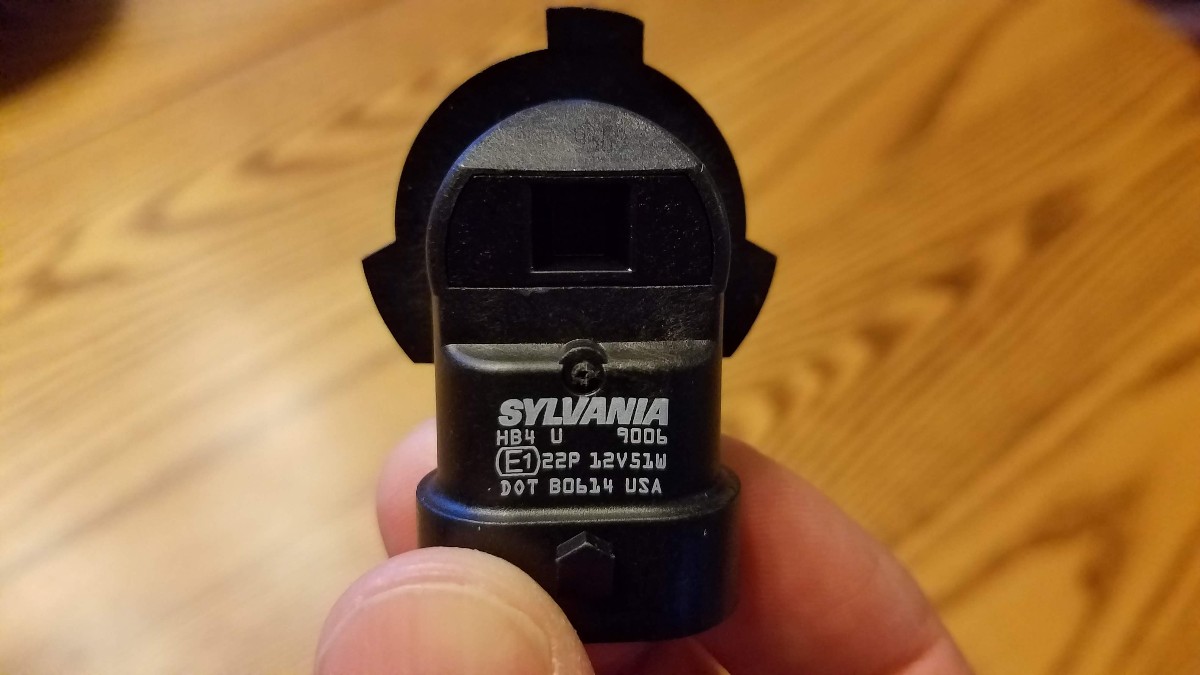 SYLVANIA
HB4 U 9006
E1 22P 12V51W
DOT B0614 USA